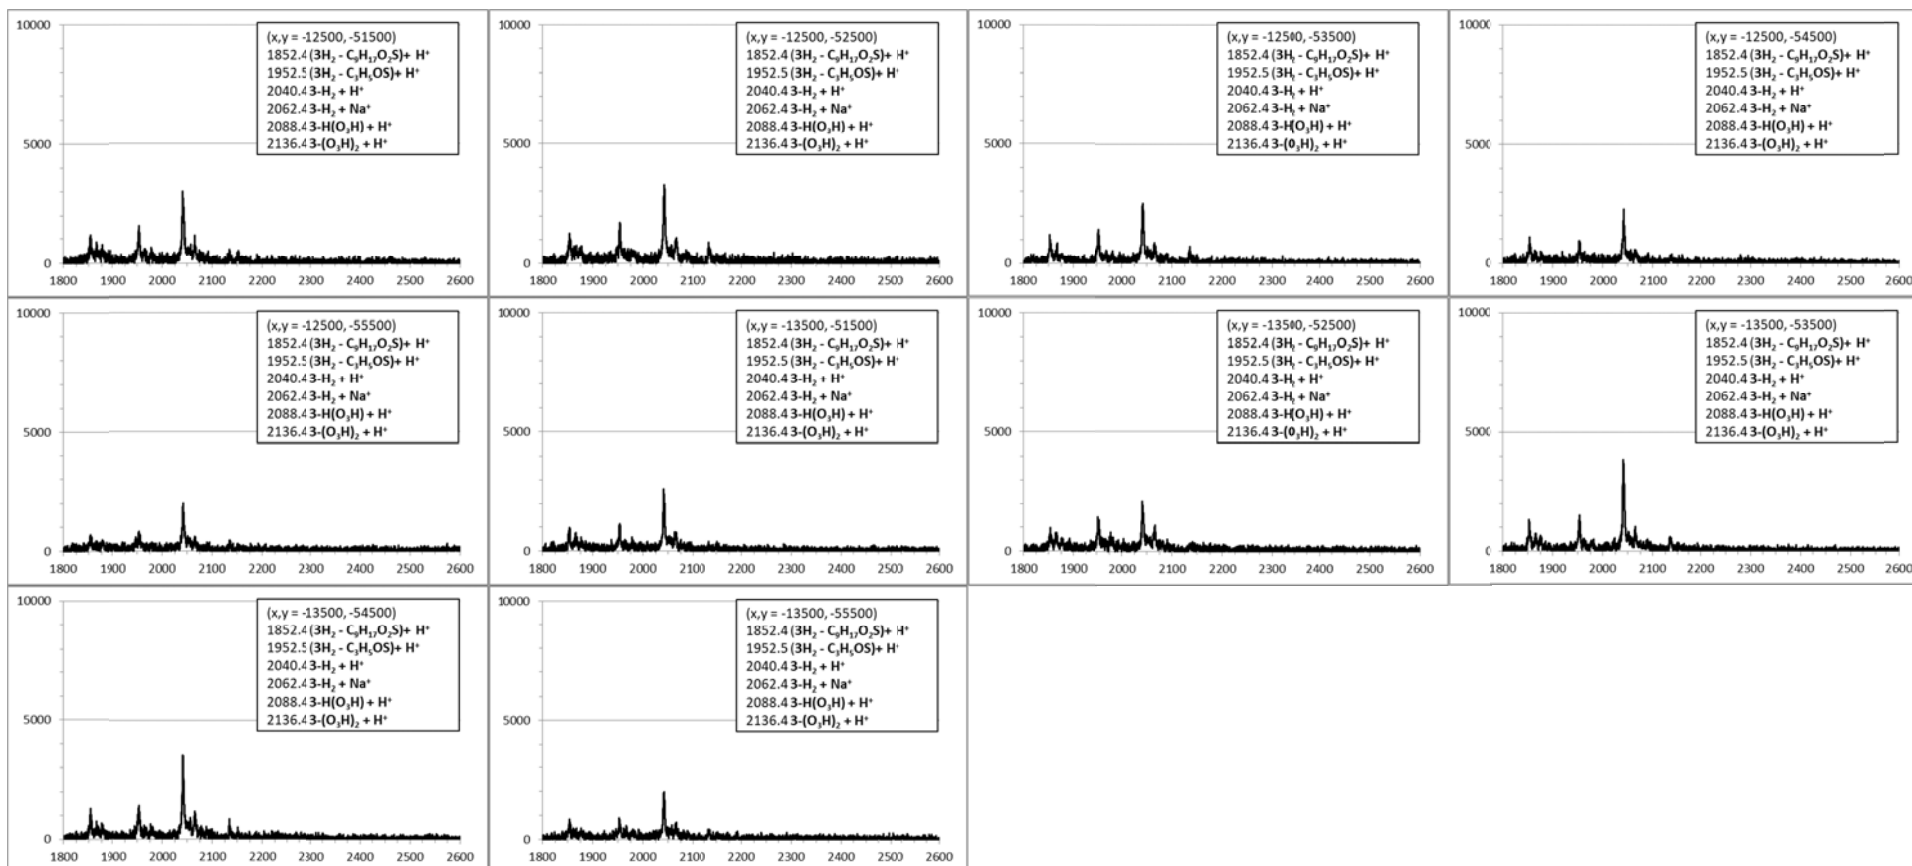 10000
5000
0
1800 1900 2000 2100 2200 2300 2400 2500 2600
(x,y = -12500, -51500)
1852.4 (3H₂ - C₉H₁₇O₂S)+ H⁺
1952.5 (3H₂ - C₃H₅OS)+ H⁺
2040.4 3-H₂ + H⁺
2062.4 3-H₂ + Na⁺
2088.4 3-H(O₃H) + H⁺
2136.4 3-(O₃H)₂ + H⁺
10000
5000
0
1800 1900 2000 2100 2200 2300 2400 2500 2600
(x,y = -12500, -52500)
1852.4 (3H₂ - C₉H₁₇O₂S)+ H⁺
1952.5 (3H₂ - C₃H₅OS)+ H⁺
2040.4 3-H₂ + H⁺
2062.4 3-H₂ + Na⁺
2088.4 3-H(O₃H) + H⁺
2136.4 3-(O₃H)₂ + H⁺
10000
5000
0
1800 1900 2000 2100 2200 2300 2400 2500 2600
(x,y = -12500, -53500)
1852.4 (3H₂ - C₉H₁₇O₂S)+ H⁺
1952.5 (3H₂ - C₃H₅OS)+ H⁺
2040.4 3-H₂ + H⁺
2062.4 3-H₂ + Na⁺
2088.4 3-H(O₃H) + H⁺
2136.4 3-(O₃H)₂ + H⁺
10000
5000
0
1800 1900 2000 2100 2200 2300 2400 2500 2600
(x,y = -12500, -54500)
1852.4 (3H₂ - C₉H₁₇O₂S)+ H⁺
1952.5 (3H₂ - C₃H₅OS)+ H⁺
2040.4 3-H₂ + H⁺
2062.4 3-H₂ + Na⁺
2088.4 3-H(O₃H) + H⁺
2136.4 3-(O₃H)₂ + H⁺
10000
5000
0
1800 1900 2000 2100 2200 2300 2400 2500 2600
(x,y = -12500, -55500)
1852.4 (3H₂ - C₉H₁₇O₂S)+ H⁺
1952.5 (3H₂ - C₃H₅OS)+ H⁺
2040.4 3-H₂ + H⁺
2062.4 3-H₂ + Na⁺
2088.4 3-H(O₃H) + H⁺
2136.4 3-(O₃H)₂ + H⁺
10000
5000
0
1800 1900 2000 2100 2200 2300 2400 2500 2600
(x,y = -13500, -51500)
1852.4 (3H₂ - C₉H₁₇O₂S)+ H⁺
1952.5 (3H₂ - C₃H₅OS)+ H⁺
2040.4 3-H₂ + H⁺
2062.4 3-H₂ + Na⁺
2088.4 3-H(O₃H) + H⁺
2136.4 3-(O₃H)₂ + H⁺
10000
5000
0
1800 1900 2000 2100 2200 2300 2400 2500 2600
(x,y = -13500, -52500)
1852.4 (3H₂ - C₉H₁₇O₂S)+ H⁺
1952.5 (3H₂ - C₃H₅OS)+ H⁺
2040.4 3-H₂ + H⁺
2062.4 3-H₂ + Na⁺
2088.4 3-H(O₃H) + H⁺
2136.4 3-(O₃H)₂ + H⁺
10000
5000
0
1800 1900 2000 2100 2200 2300 2400 2500 2600
(x,y = -13500, -53500)
1852.4 (3H₂ - C₉H₁₇O₂S)+ H⁺
1952.5 (3H₂ - C₃H₅OS)+ H⁺
2040.4 3-H₂ + H⁺
2062.4 3-H₂ + Na⁺
2088.4 3-H(O₃H) + H⁺
2136.4 3-(O₃H)₂ + H⁺
10000
5000
0
1800 1900 2000 2100 2200 2300 2400 2500 2600
(x,y = -13500, -54500)
1852.4 (3H₂ - C₉H₁₇O₂S)+ H⁺
1952.5 (3H₂ - C₃H₅OS)+ H⁺
2040.4 3-H₂ + H⁺
2062.4 3-H₂ + Na⁺
2088.4 3-H(O₃H) + H⁺
2136.4 3-(O₃H)₂ + H⁺
10000
5000
0
1800 1900 2000 2100 2200 2300 2400 2500 2600
(x,y = -13500, -55500)
1852.4 (3H₂ - C₉H₁₇O₂S)+ H⁺
1952.5 (3H₂ - C₃H₅OS)+ H⁺
2040.4 3-H₂ + H⁺
2062.4 3-H₂ + Na⁺
2088.4 3-H(O₃H) + H⁺
2136.4 3-(O₃H)₂ + H⁺